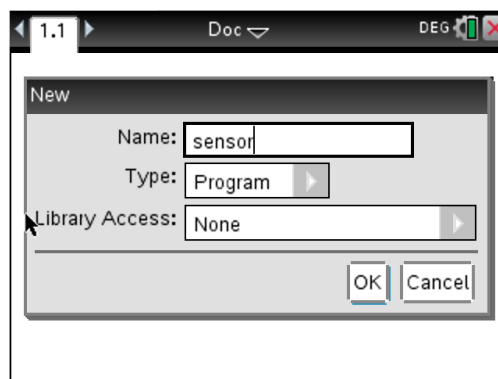 1.1 Doc DEG
New
Name: sensor
Type: Program
Library Access: None
OK Cancel